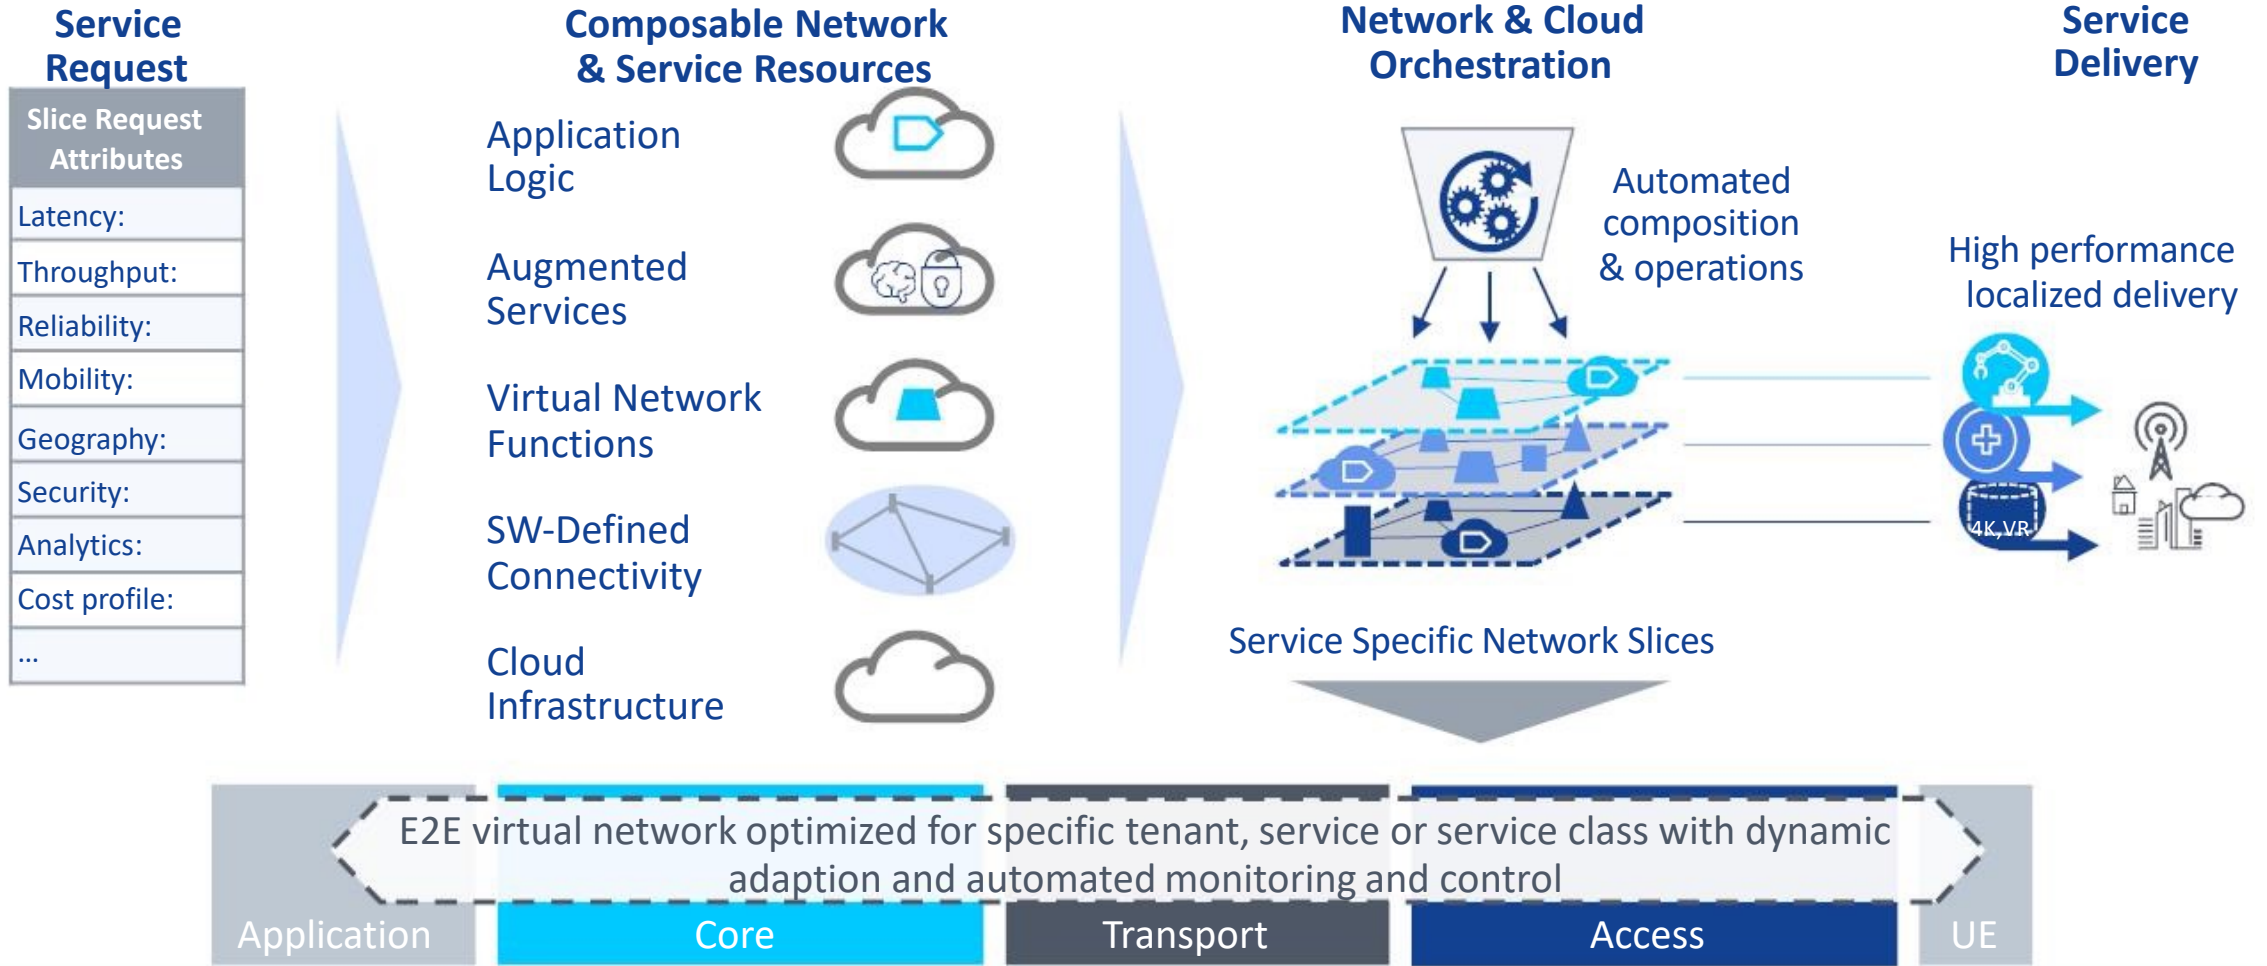 Service
Request
Slice Request
Attributes
Latency:
Throughput:
Reliability:
Mobility:
Geography:
Security:
Analytics:
Cost profile:
...
Composable Network
& Service Resources
Application
Logic
Augmented
Services
Virtual Network
Functions
SW-Defined
Connectivity
Cloud
Infrastructure
Network & Cloud
Orchestration
Automated
composition
& operations
Service Specific Network Slices
Service
Delivery
High performance
localized delivery
4K,VR
E2E virtual network optimized for specific tenant, service or service class with dynamic
adaption and automated monitoring and control
Application
Core
Transport
Access
UE